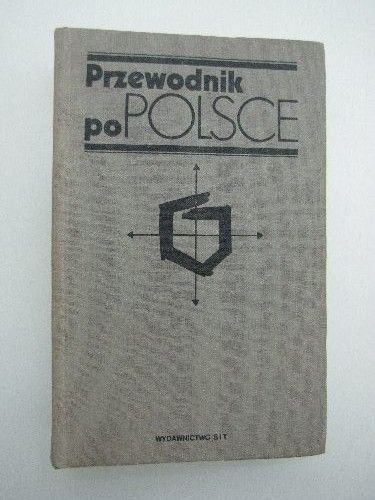 Przewodnik
po POLSCE
WYDAWNICTWO SiT